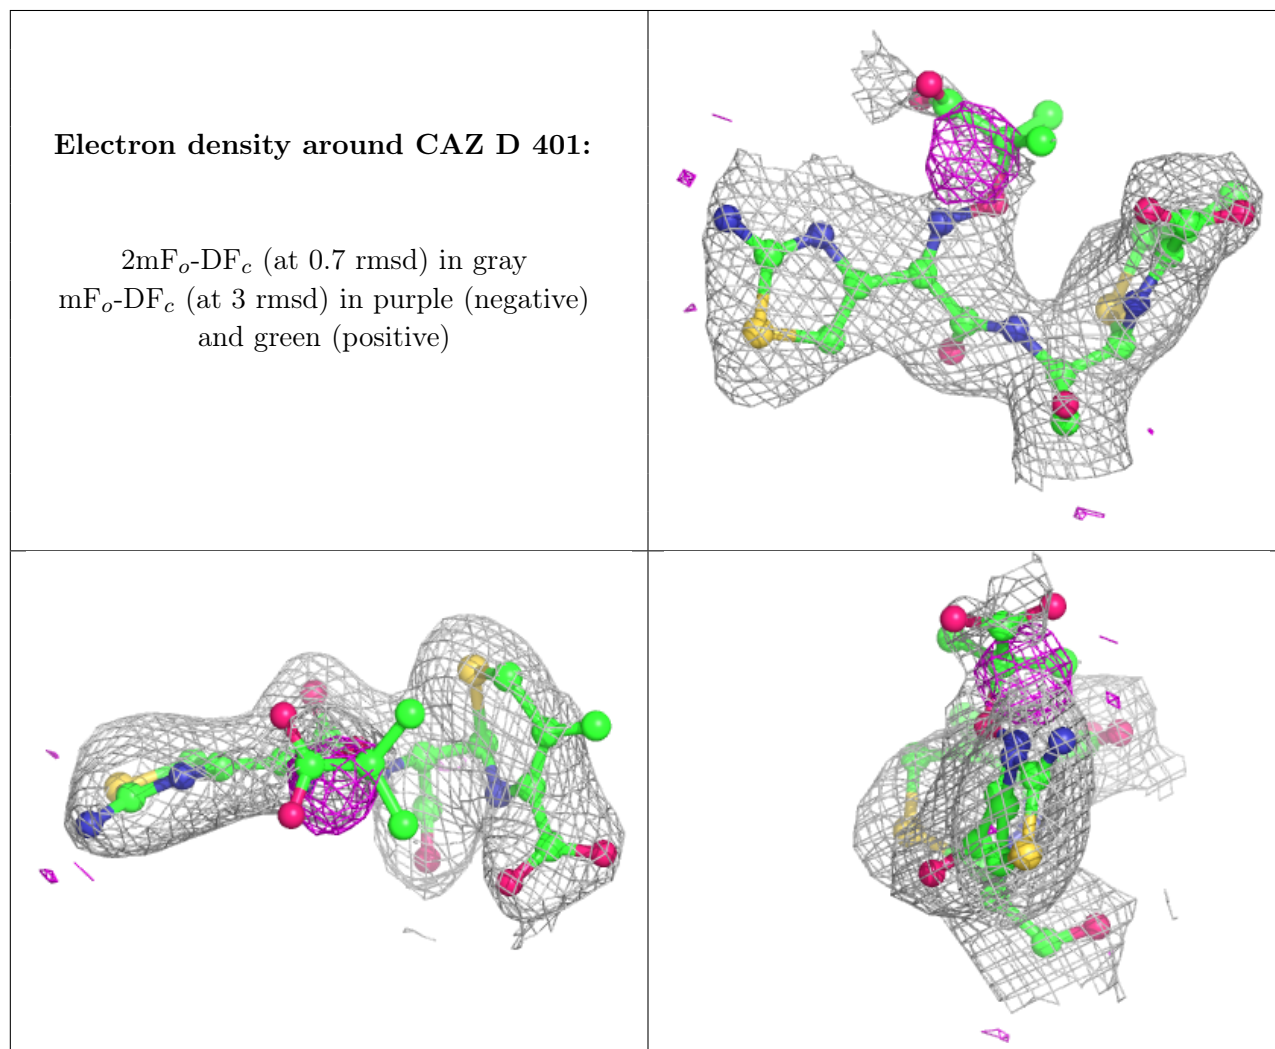 Electron density around CAZ D 401:
2mFo-DFc (at 0.7 rmsd) in gray
mFo-DFc (at 3 rmsd) in purple (negative)
and green (positive)